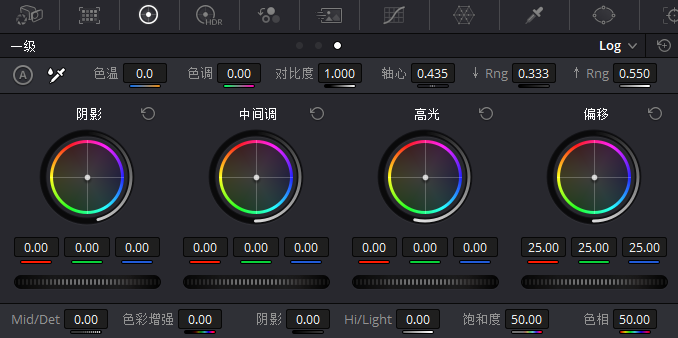 HDR
一级 Log
A 色温 0.0 色调 0.00 对比度 1.000 轴心 0.435 ↓ Rng 0.333 ↑ Rng 0.550
阴影 中间调 高光 偏移
0.00 0.00 0.00 0.00 0.00 0.00 0.00 0.00 0.00 25.00 25.00 25.00
Mid/Det 0.00 色彩增强 0.00 阴影 0.00 Hi/Light 0.00 饱和度 50.00 色相 50.00